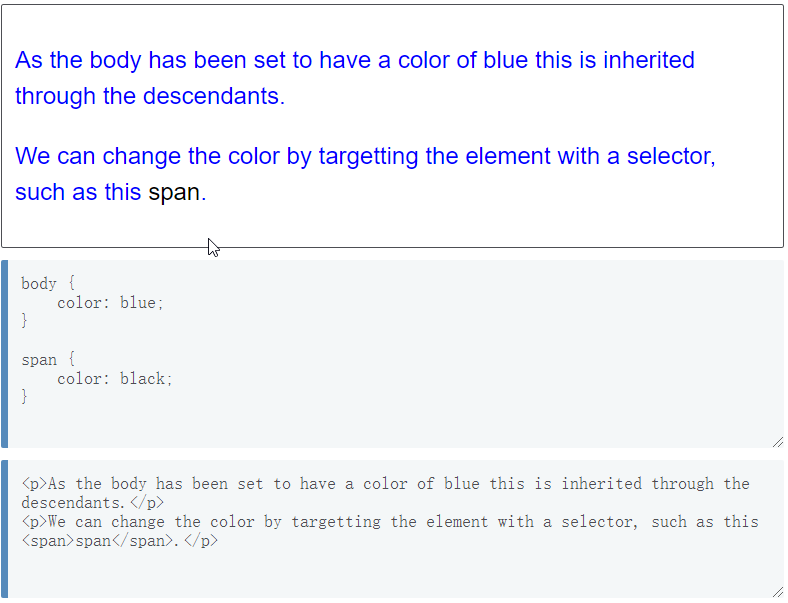 As the body has been set to have a color of blue this is inherited
through the descendants.
We can change the color by targetting the element with a selector,
such as this span.
body {
    color: blue;
}
span {
    color: black;
}
<p>As the body has been set to have a color of blue this is inherited through the
descendants.</p>
<p>We can change the color by targetting the element with a selector, such as this
<span>span</span>.</p>